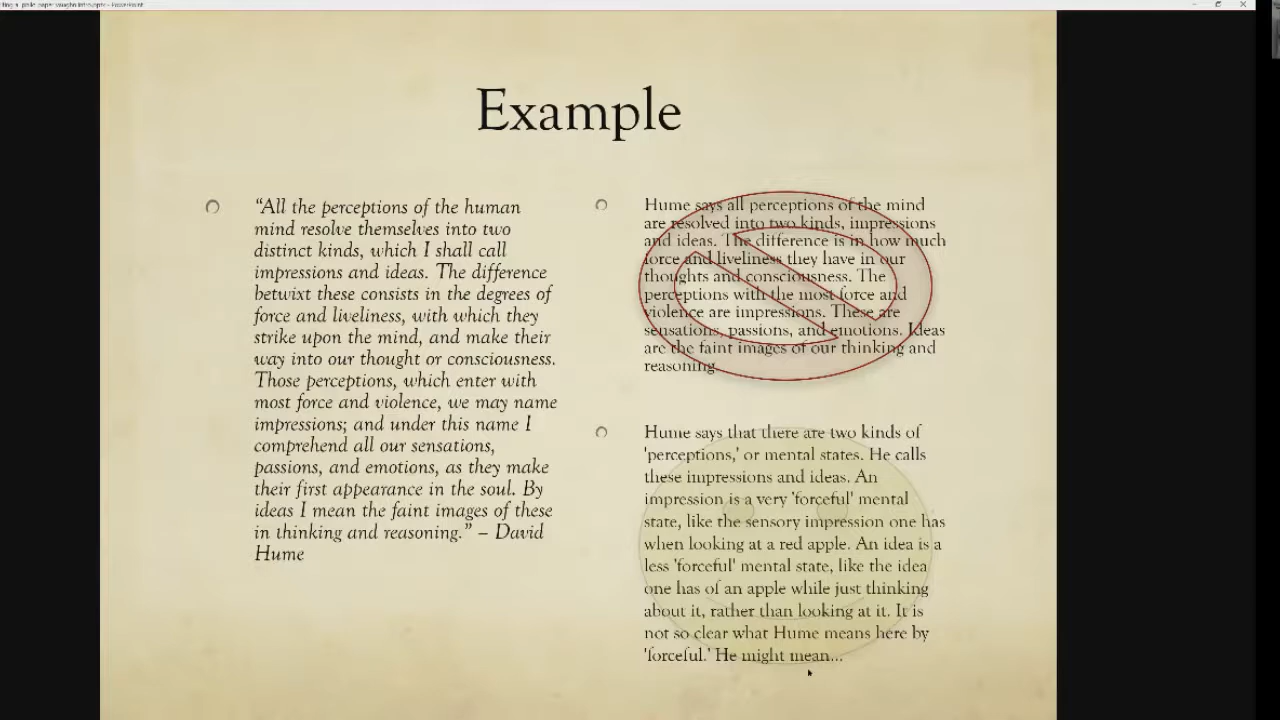 Example
“All the perceptions of the human
mind resolve themselves into two
distinct kinds, which I shall call
impressions and ideas. The difference
betwixt these consists in the degrees of
force and liveliness, with which they
strike upon the mind, and make their
way into our thought or consciousness.
Those perceptions, which enter with
most force and violence, we may name
impressions; and under this name I
comprehend all our sensations,
passions, and emotions, as they make
their first appearance in the soul. By
ideas I mean the faint images of these
in thinking and reasoning.” – David
Hume
Hume says all perceptions of the mind
are resolved into two kinds, impressions
and ideas. The difference is in how much
force and liveliness they have in our
thoughts and consciousness. The
perceptions with the most force and
violence are impressions. These are
sensations, passions, and emotions. Ideas
are the faint images of our thinking and
reasoning.
Hume says that there are two kinds of
'perceptions,' or mental states. He calls
these impressions and ideas. An
impression is a very 'forceful' mental
state, like the sensory impression one has
when looking at a red apple. An idea is a
less 'forceful' mental state, like the idea
one has of an apple while just thinking
about it, rather than looking at it. It is
not so clear what Hume means here by
'forceful.' He might mean...